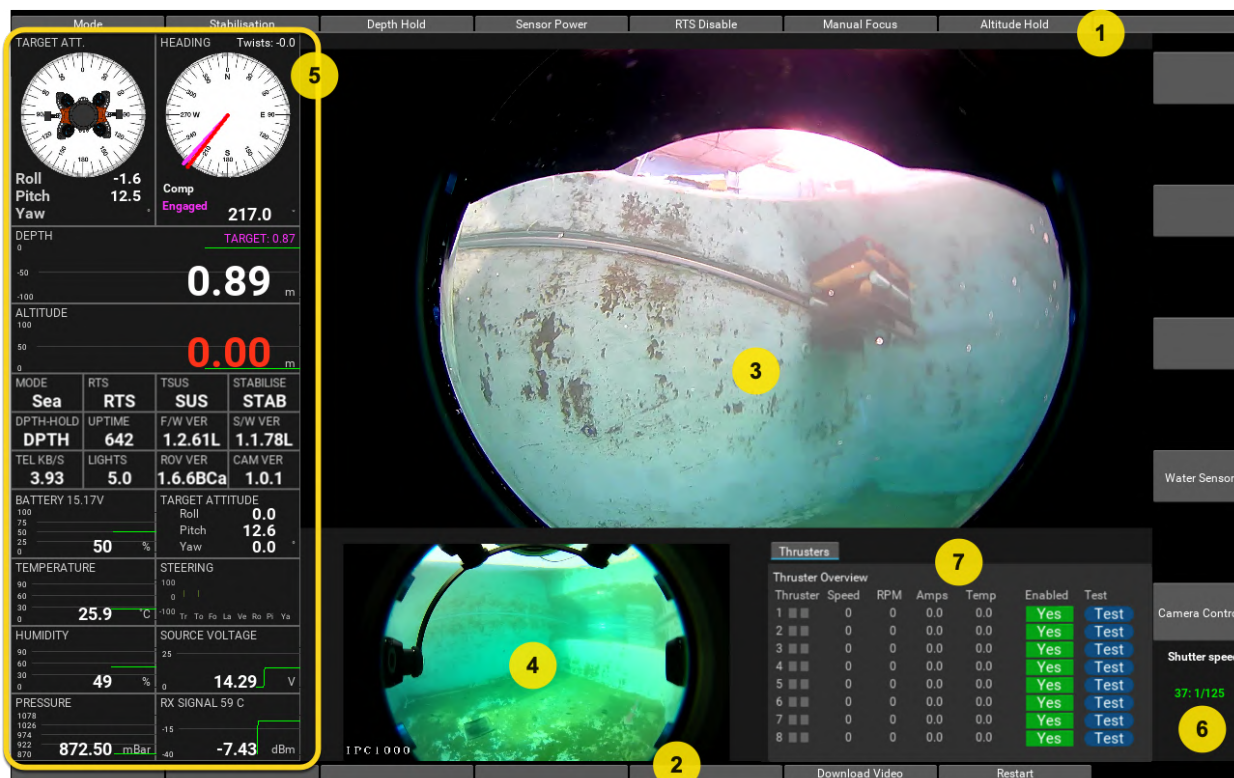 Mode Stabilisation Depth Hold Sensor Power RTS Disable Manual Focus Altitude Hold
1
TARGET ATT.
Roll -1.6
Pitch 12.5
Yaw °
HEADING Twists: -0.0
N
270 W E 90
S
180
Comp
Engaged
217.0 °
5
DEPTH TARGET: 0.87
0
-50
-100
0.89 m
ALTITUDE
100
50
0
0.00 m
MODE RTS TSUS STABILISE
Sea RTS SUS STAB
DPTH-HOLD UPTIME F/W VER S/W VER
DPTH 642 1.2.61L 1.1.78L
TEL KB/S LIGHTS ROV VER CAM VER
3.93 5.0 1.6.6BCa 1.0.1
BATTERY 15.17V
100
75
50
25
0
50 %
TARGET ATTITUDE
Roll 0.0
Pitch 12.6
Yaw 0.0 °
TEMPERATURE
90
60
30
0
25.9 °C
STEERING
100
0
-100 Tr To Fo La Ve Ro Pi Ya
HUMIDITY
90
60
30
0
49 %
SOURCE VOLTAGE
25
0
14.29 V
PRESSURE
1078
1026
974
922
870
872.50 mBar
RX SIGNAL 59 C
-15
-40
-7.43 dBm
3
4
IPC1000
Thrusters
7
Thruster Overview
Thruster Speed RPM Amps Temp Enabled Test
1 0 0 0.0 0.0 Yes Test
2 0 0 0.0 0.0 Yes Test
3 0 0 0.0 0.0 Yes Test
4 0 0 0.0 0.0 Yes Test
5 0 0 0.0 0.0 Yes Test
6 0 0 0.0 0.0 Yes Test
7 0 0 0.0 0.0 Yes Test
8 0 0 0.0 0.0 Yes Test
Water Sensor
Camera Contro
Shutter speed
37: 1/125
6
2
Download Video Restart